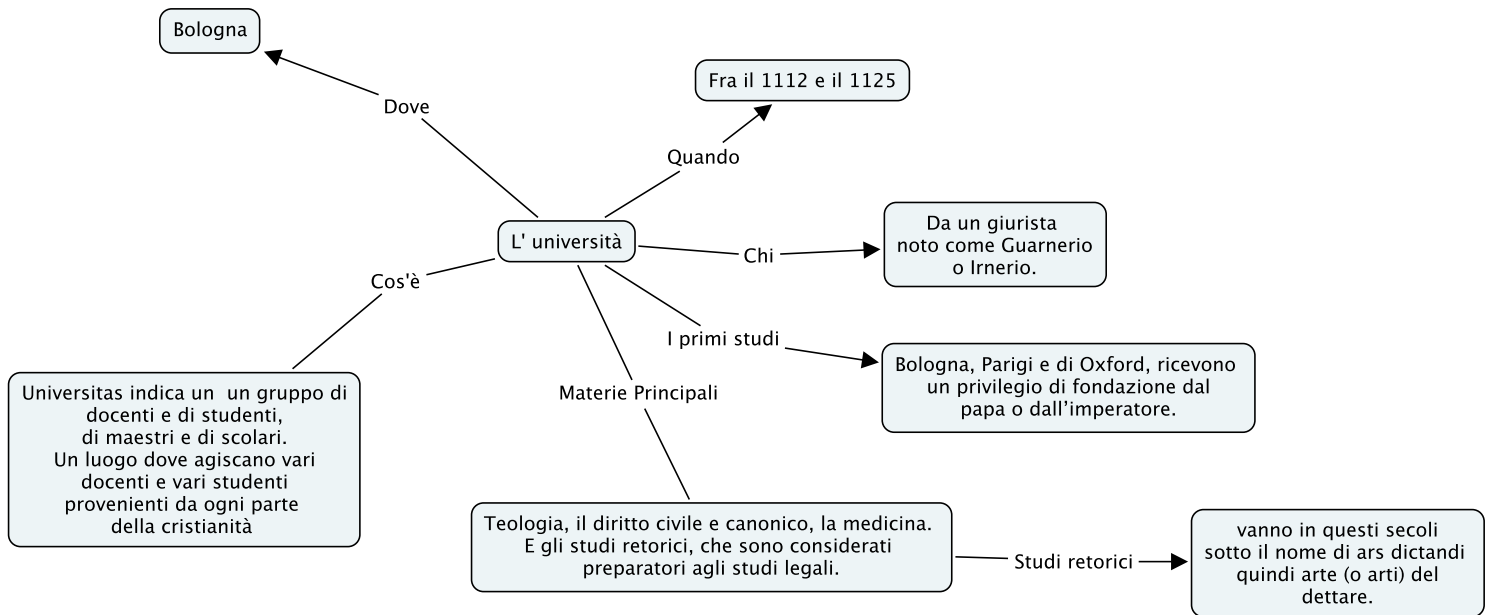 Bologna
Dove
Fra il 1112 e il 1125
Quando
L' università
Chi
Da un giurista
noto come Guarnerio
o Irnerio.
Cos'è
Universitas indica un  un gruppo di
docenti e di studenti,
di maestri e di scolari.
Un luogo dove agiscano vari
docenti e vari studenti
provenienti da ogni parte
della cristianità
I primi studi
Bologna, Parigi e di Oxford, ricevono
un privilegio di fondazione dal
papa o dall’imperatore.
Materie Principali
Teologia, il diritto civile e canonico, la medicina.
E gli studi retorici, che sono considerati
preparatori agli studi legali.
Studi retorici
vanno in questi secoli
sotto il nome di ars dictandi
quindi arte (o arti) del
dettare.